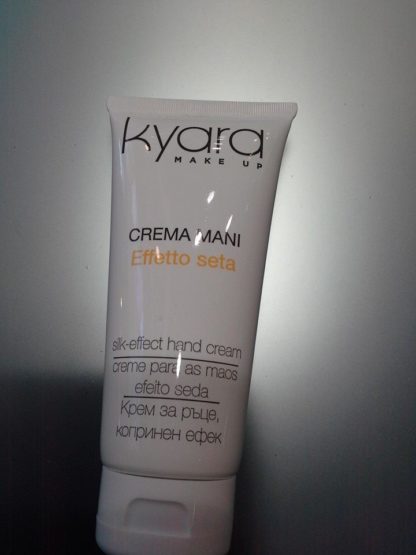 kyara
MAKE UP
CREMA MANI
Effetto seta
silk-effect hand cream
creme para as maos
efeito seda
Крем за ръце,
копринен ефек